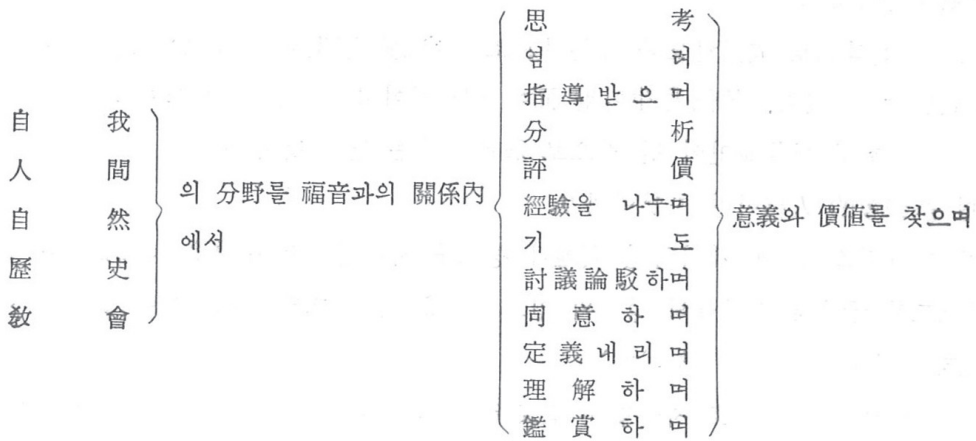 自我
人間
自然
歷史
敎會
의 分野를 福音과의 關係內
에서
思考
염려
指導받으며
分析
評價
經驗을 나누며
기도
討議論駁하며
同意하며
定義내리며
理解하며
鑑賞하며
意義와 價値를 찾으며